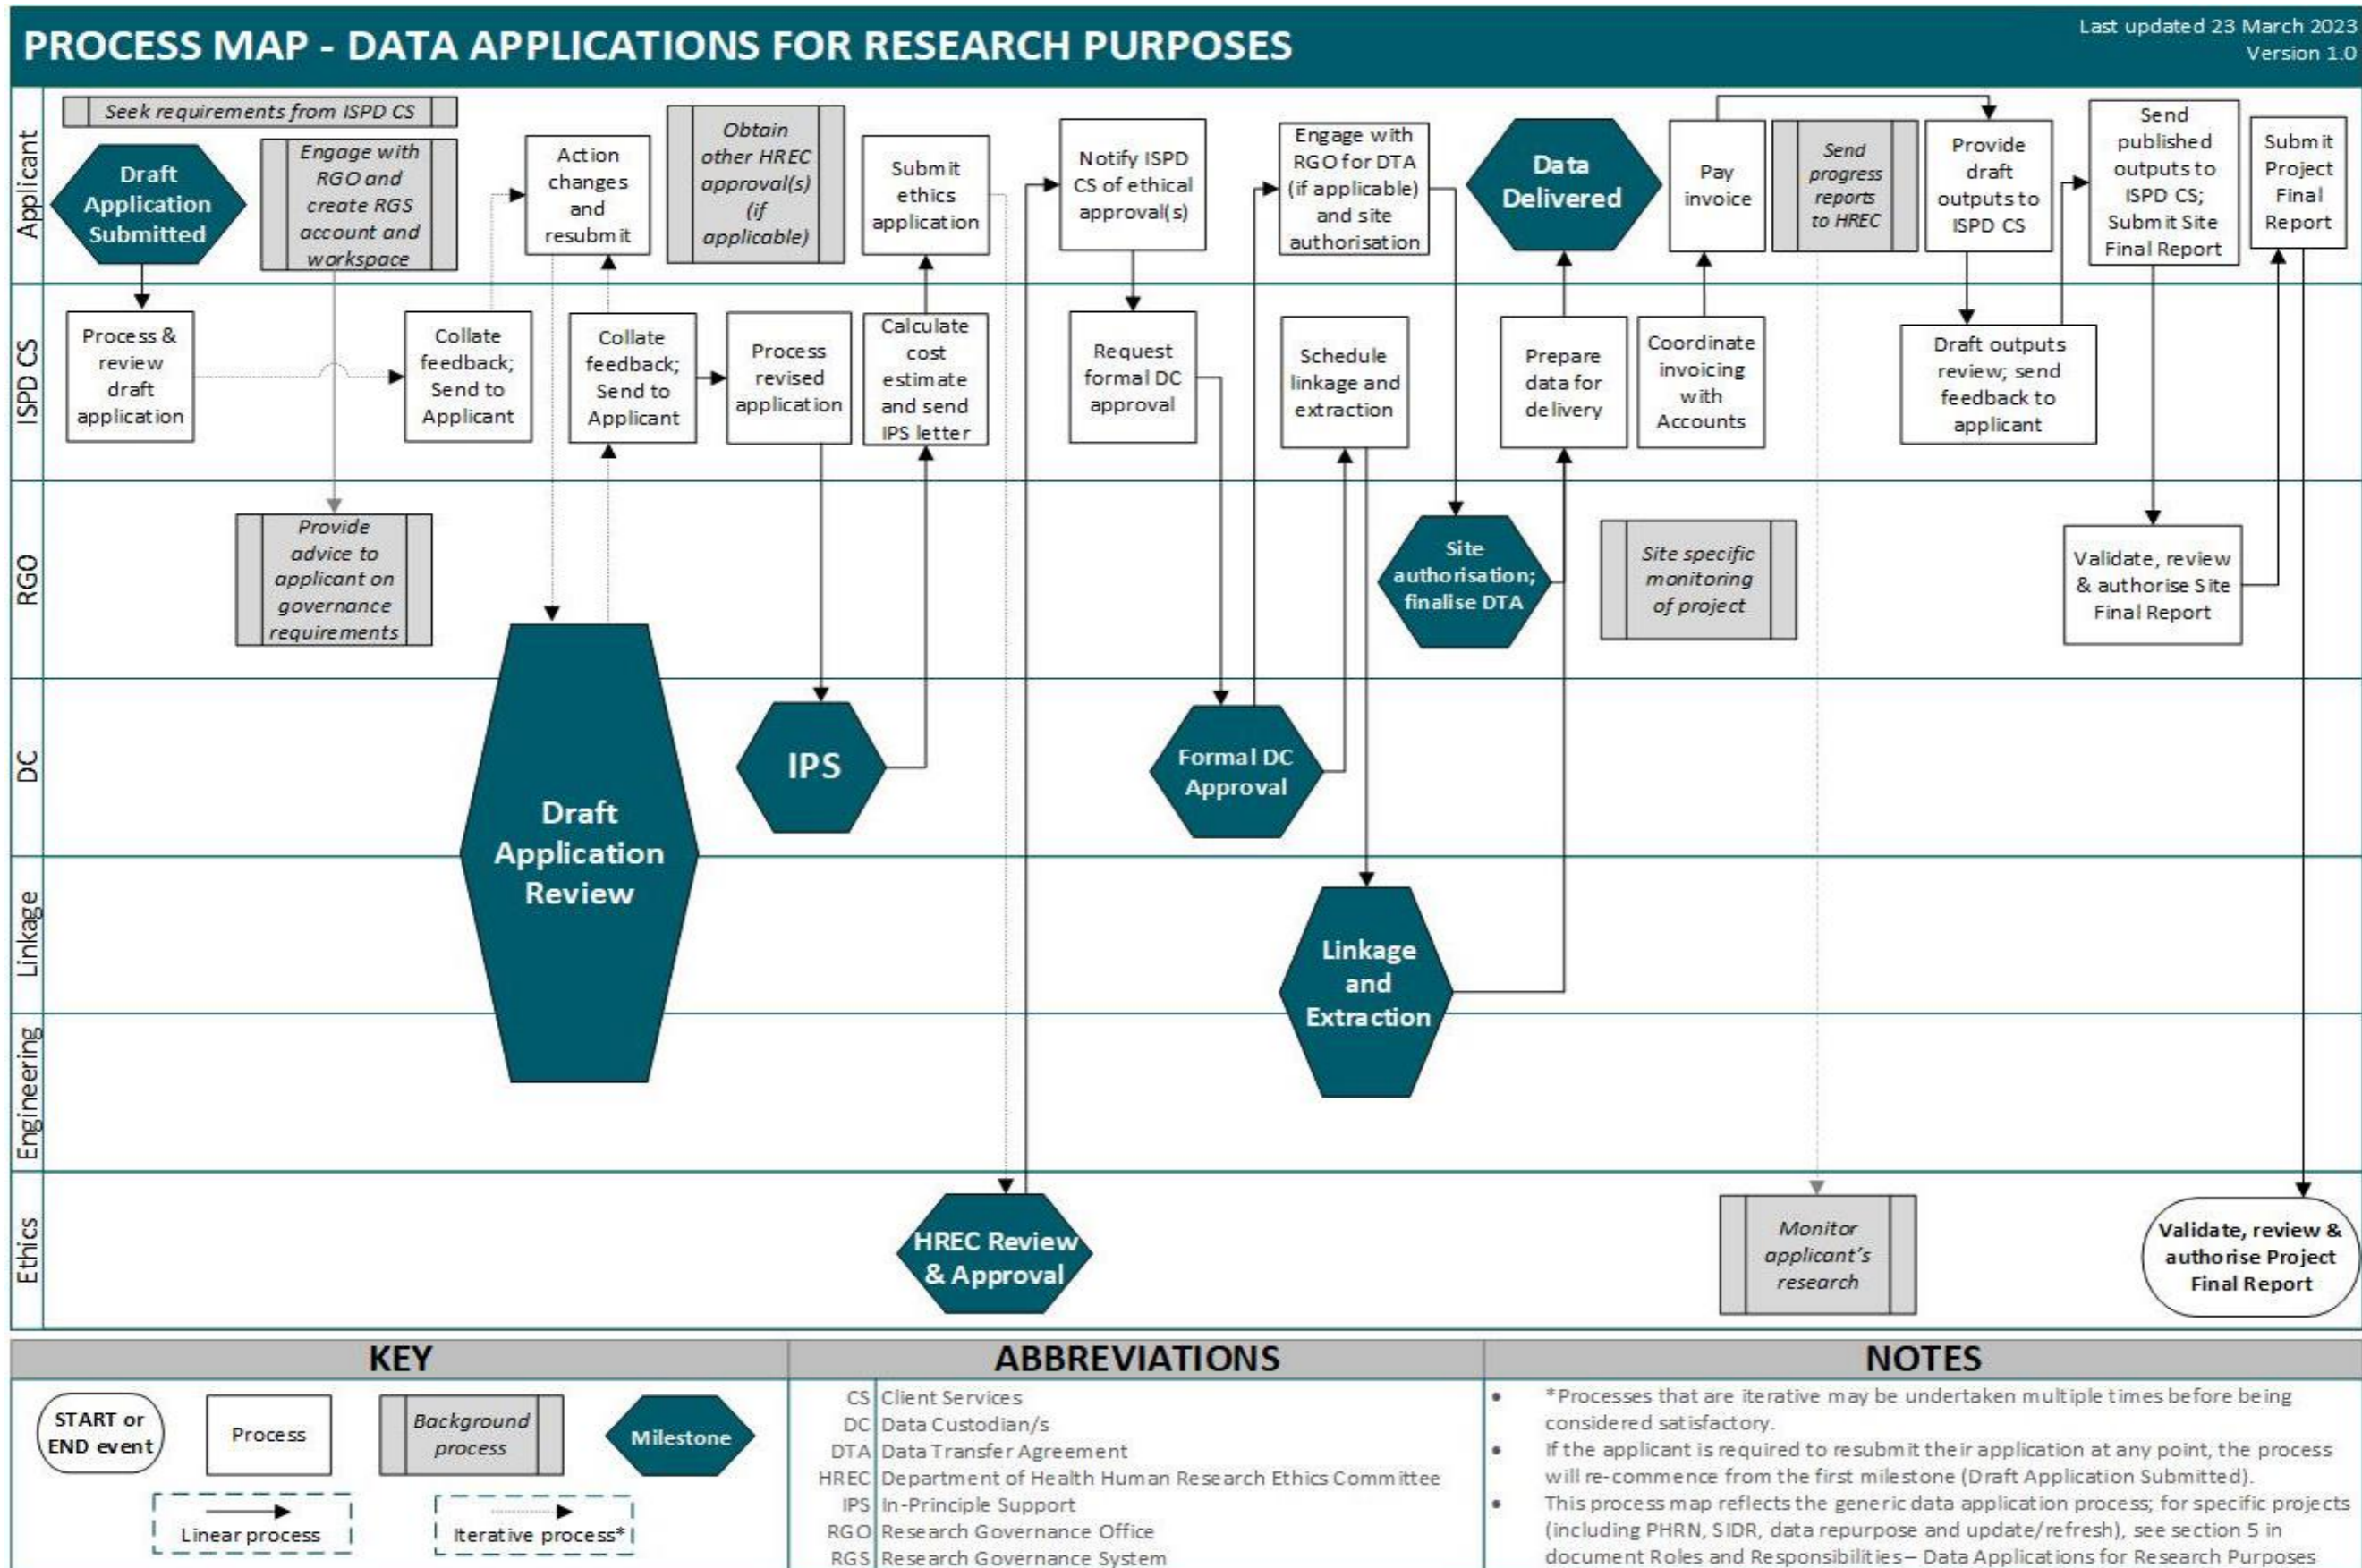 PROCESS MAP - DATA APPLICATIONS FOR RESEARCH PURPOSES
Last updated 23 March 2023
Version 1.0
Applicant
Seek requirements from ISPD CS
Draft
Application
Submitted
Engage with
RGO and
create RGS
account and
workspace
Action
changes
and
resubmit
Obtain
other HREC
approval(s)
(if
applicable)
Submit
ethics
application
Notify ISPD
CS of ethical
approval(s)
Engage with
RGO for DTA
(if applicable)
and site
authorisation
Data
Delivered
Pay
invoice
Send
progress
reports
to HREC
Provide
draft
outputs to
ISPD CS
Send
published
outputs to
ISPD CS;
Submit Site
Final Report
Submit
Project
Final
Report
ISPD CS
Process &
review
draft
application
Collate
feedback;
Send to
Applicant
Collate
feedback;
Send to
Applicant
Process
revised
application
Calculate
cost
estimate
and send
IPS letter
Request
formal DC
approval
Schedule
linkage and
extraction
Prepare
data for
delivery
Coordinate
invoicing
with
Accounts
Draft outputs
review; send
feedback to
applicant
RGO
Provide
advice to
applicant on
governance
requirements
Site
authorisation;
finalise DTA
Site specific
monitoring
of project
Validate, review
& authorise Site
Final Report
DC
Draft
Application
Review
IPS
Formal DC
Approval
Linkage
Linkage
and
Extraction
Engineering
Ethics
HREC Review
& Approval
Monitor
applicant's
research
Validate, review &
authorise Project
Final Report
KEY
START or
END event
Process
Background
process
Milestone
Linear process
Iterative process*
ABBREVIATIONS
CS Client Services
DC Data Custodian/s
DTA Data Transfer Agreement
HREC Department of Health Human Research Ethics Committee
IPS In-Principle Support
RGO Research Governance Office
RGS Research Governance System
NOTES
• *Processes that are iterative may be undertaken multiple times before being
considered satisfactory.
• If the applicant is required to resubmit their application at any point, the process
will re-commence from the first milestone (Draft Application Submitted).
• This process map reflects the generic data application process; for specific projects
(including PHRN, SIDR, data repurpose and update/refresh), see section 5 in
document Roles and Responsibilities – Data Applications for Research Purposes